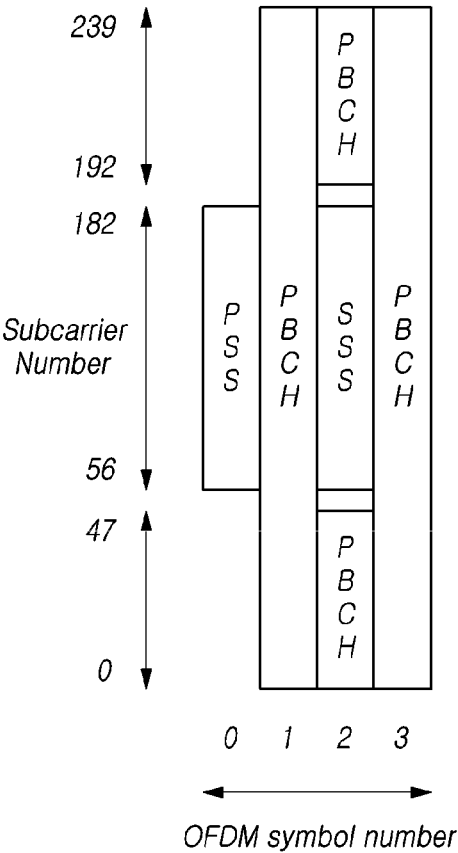 239
192
182
Subcarrier
Number
56
47
0
PBCH
PSS
PBCH
SSS
PBCH
PBCH
0 1 2 3
OFDM symbol number